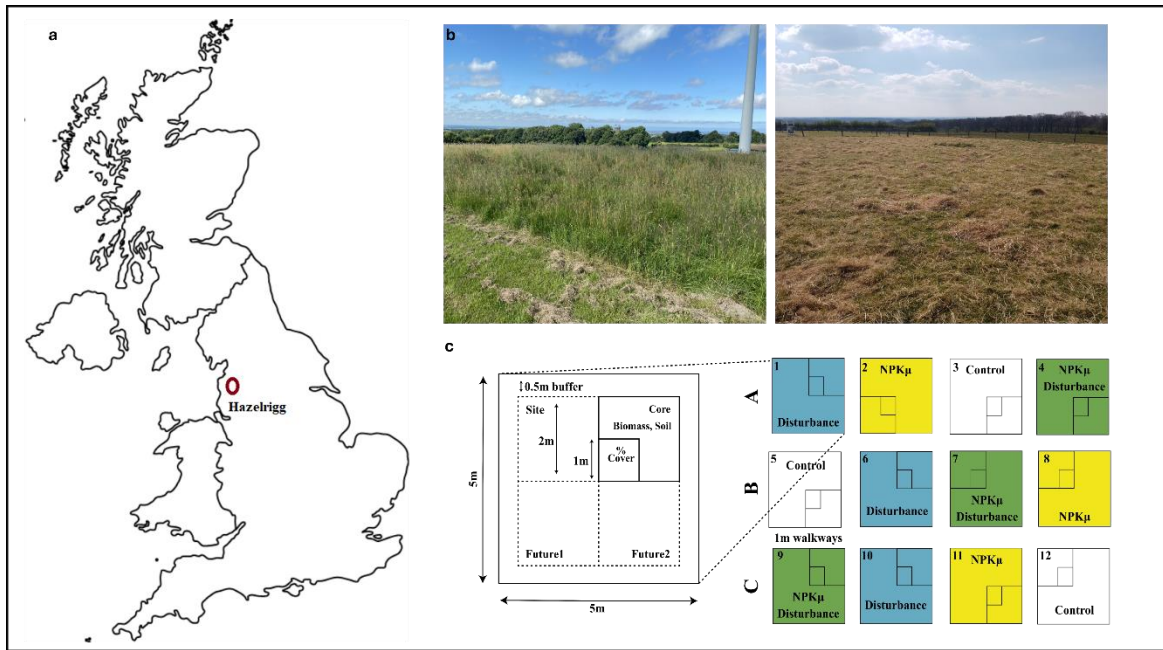 a
Hazelrigg
b
c
0.5m buffer
Site
Core
Biomass, Soil
2m
1m
%
Cover
5m
Future1
Future2
5m
A
1
Disturbance
2
NPKμ
3
Control
4
NPKμ
Disturbance
B
5
Control
6
Disturbance
7
NPKμ
Disturbance
8
NPKμ
1m walkways
C
9
NPKμ
Disturbance
10
Disturbance
11
NPKμ
12
Control